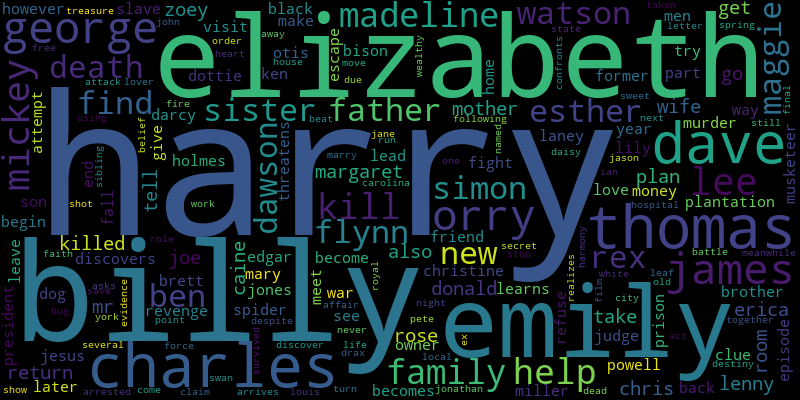 however treasure john slave zoey black men get
george elizabeth madeline watson maggie
visit make try
free away order otis escape bison former part go
death heart house ken move due wealthy home confronts state letter taken spring
mickey attempt find sister dottie attack lover father mother esther wife way final
fire beat following named sweet next still
using belief darcy jane laney year murder
harry dave
give holmes dawson threatens run lead friend fight lily plan musketeer
tell sibling margaret marry one daisy ian jason lee
end son fall shot work carolina simon love money hospital plantation
begin kill orry thomas
billy flynn new rex james
killed friend secret harmony battle meanwhile
leave faith discovers joe role edgar also stop white leaf
caine become christine realizes film old brother
dog asks save brett mary meet war royal donald learns refuse city take prison erica
president mr ben jones spider affair night emily together
bug york evidence revenge see pete rose ex judge act room episode
several point despite never owner clue
jesus force discover life local powell destiny
charles survived drax family help
return swan becomes miller chris back lenny
show later arrested come claim arrives louis turn jonathan dead